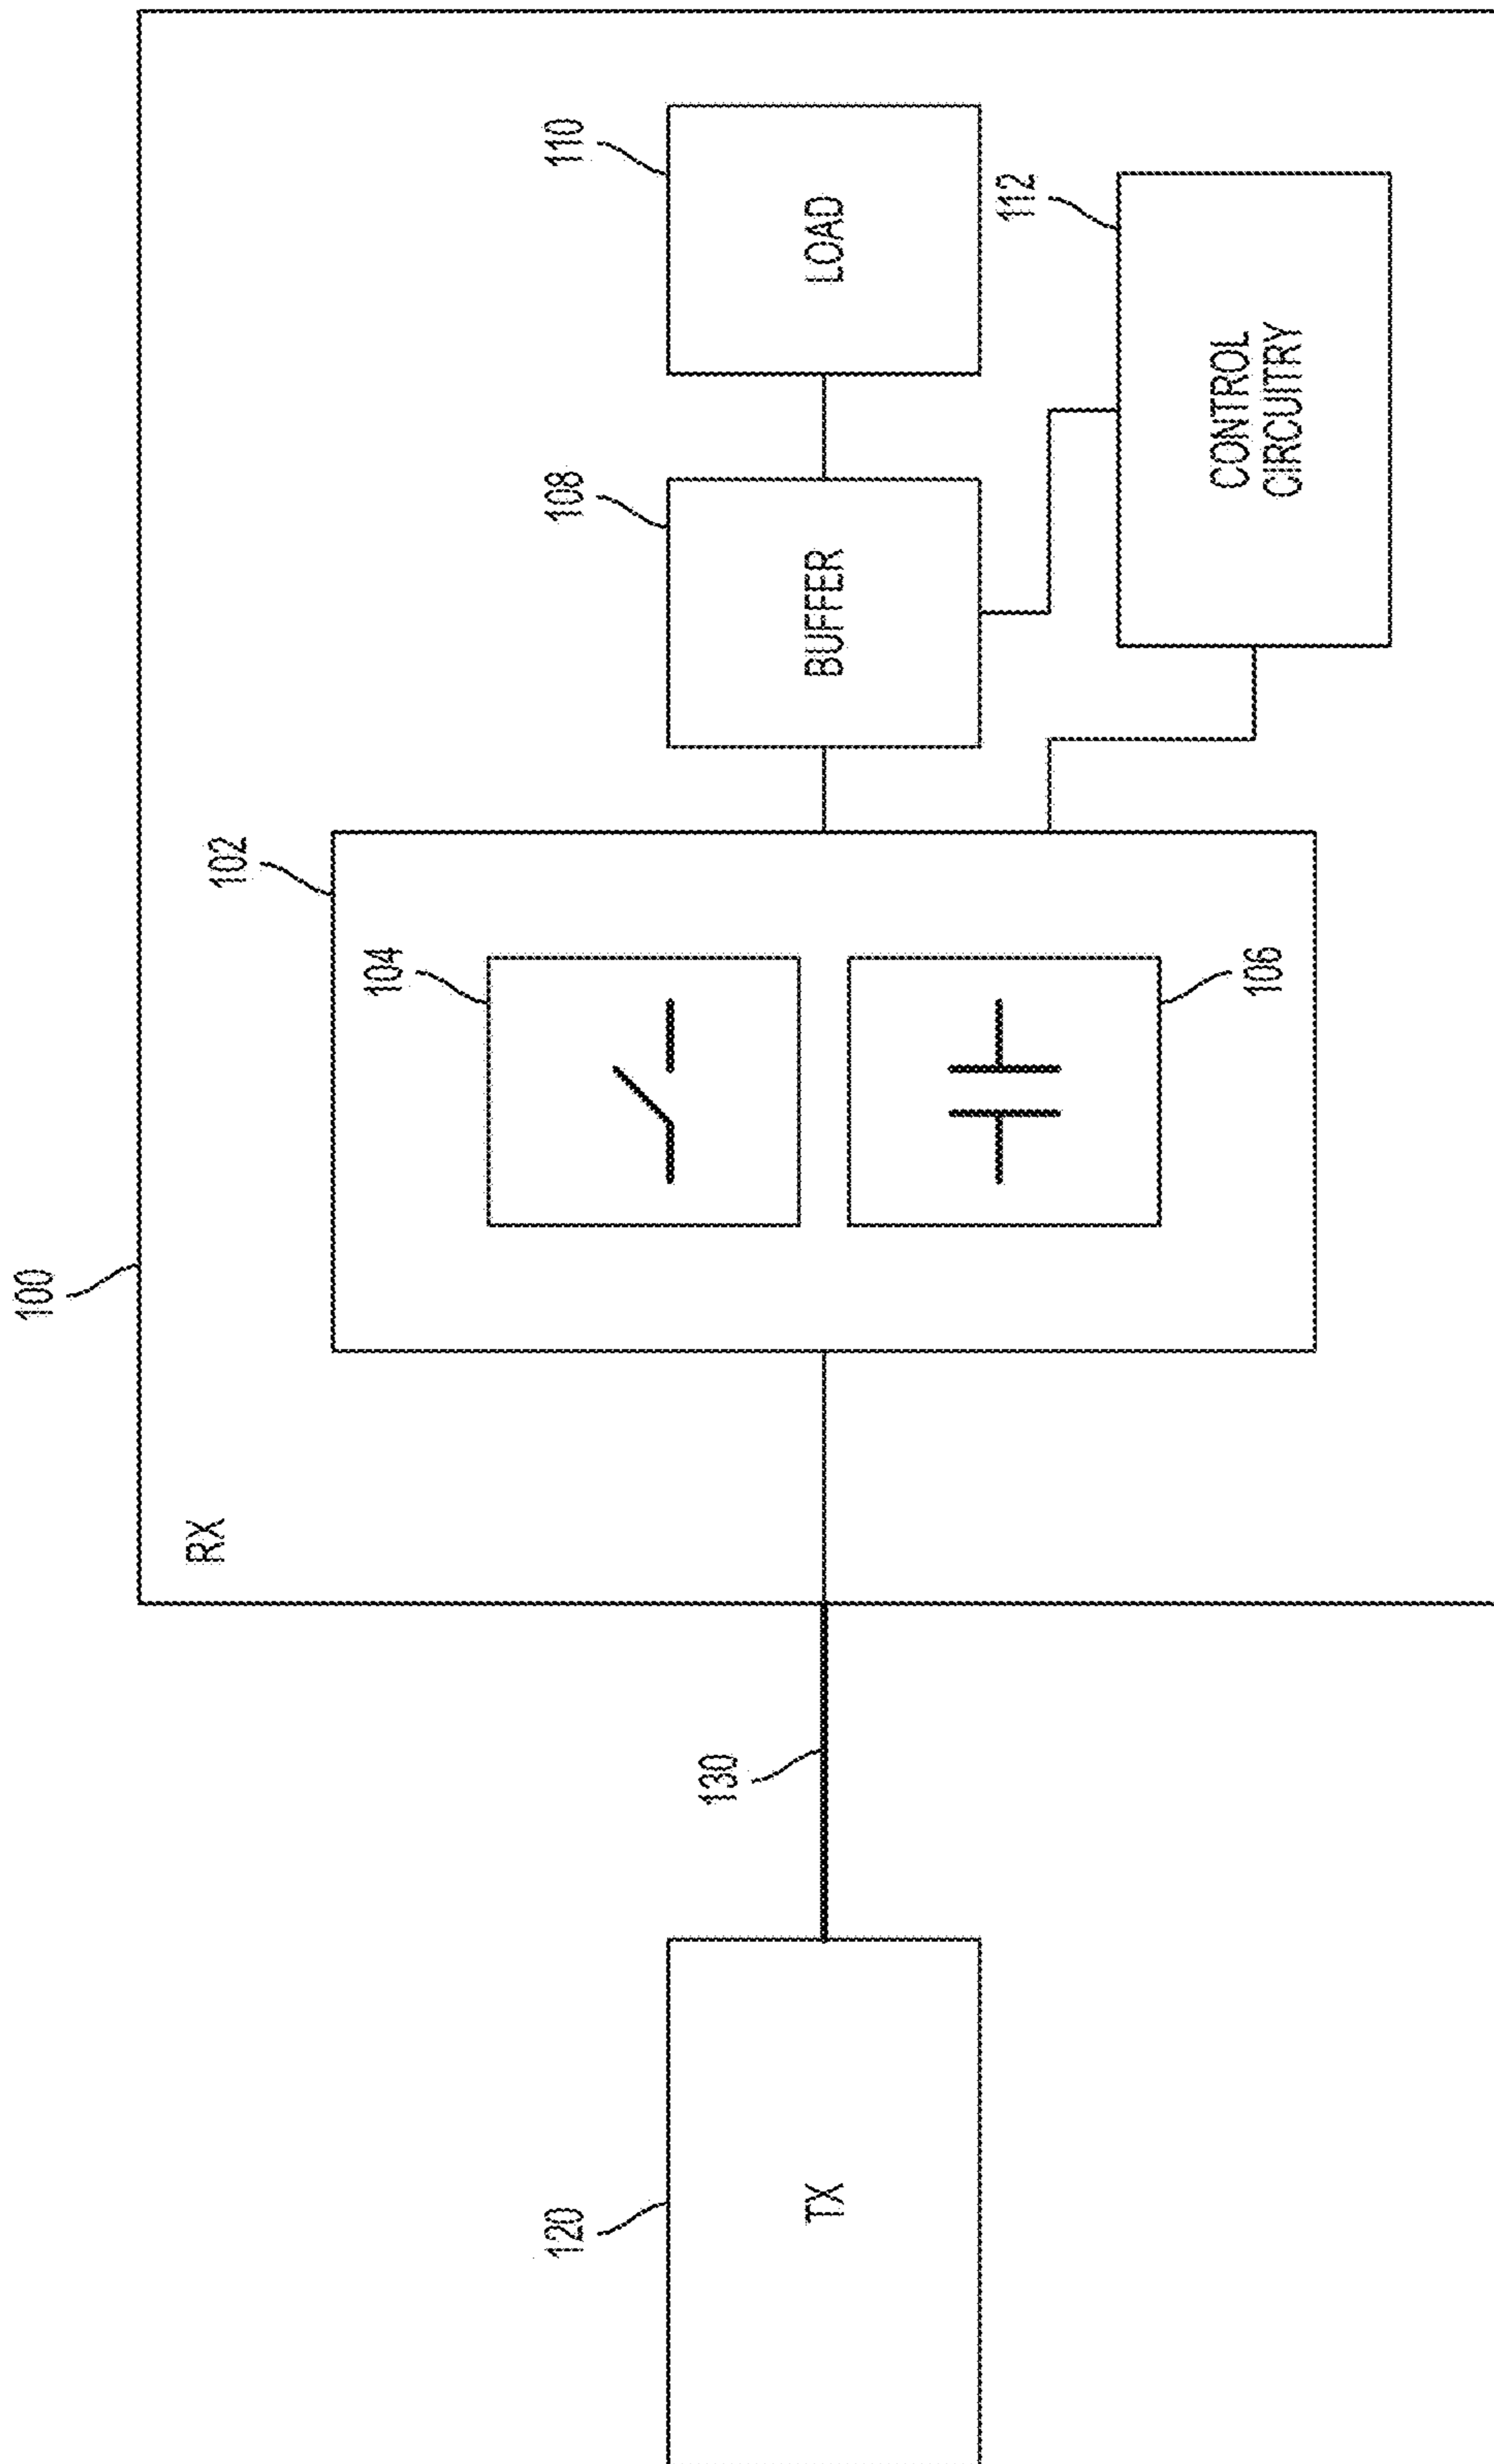 100
RX
102
104
106
108
BUFFER
110
LOAD
112
CONTROL
CIRCUITRY
130
120
TX